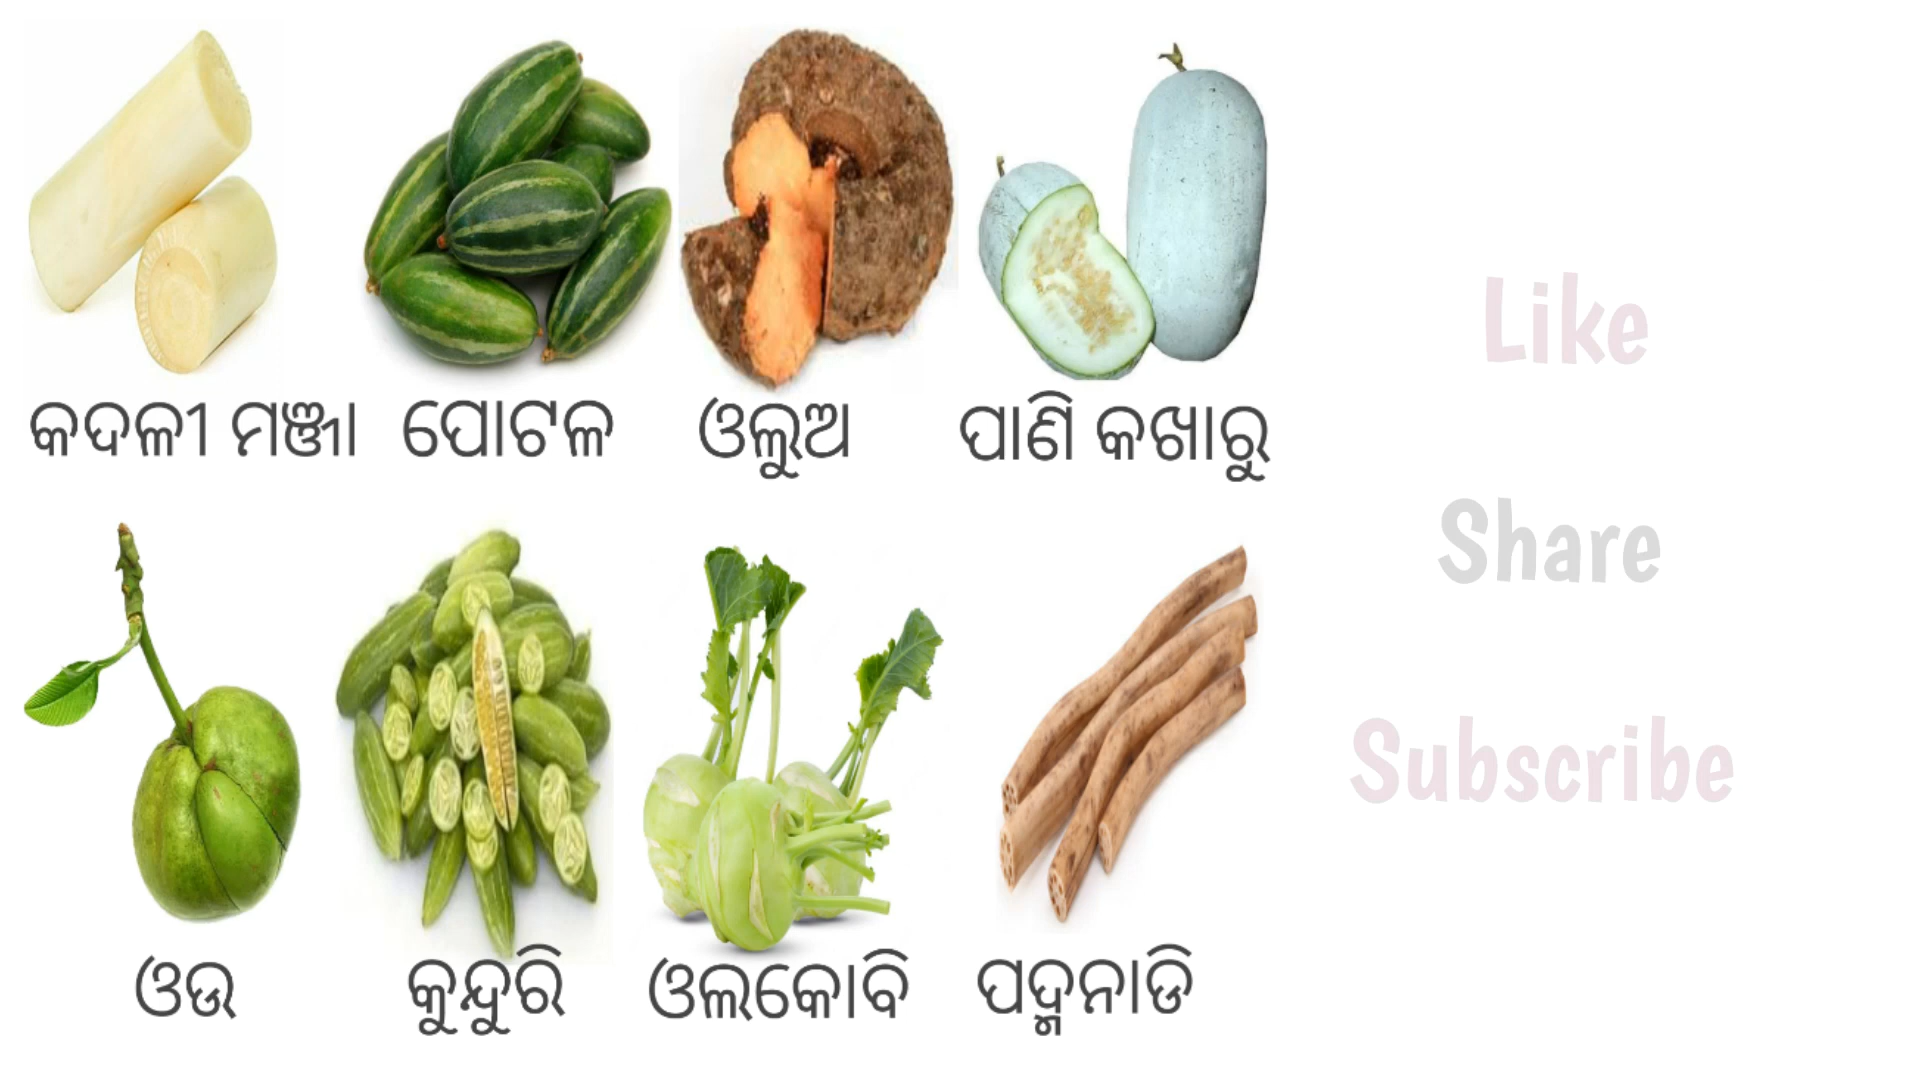 କଦଳୀ ମଞ୍ଜା
ପୋଟଳ
ଓଲୁଅ
ପାଣି କଖାରୁ
ଓଉ
କୁନ୍ଦୁରି
ଓଲକୋବି
ପଦ୍ମନାଡି
Like
Share
Subscribe